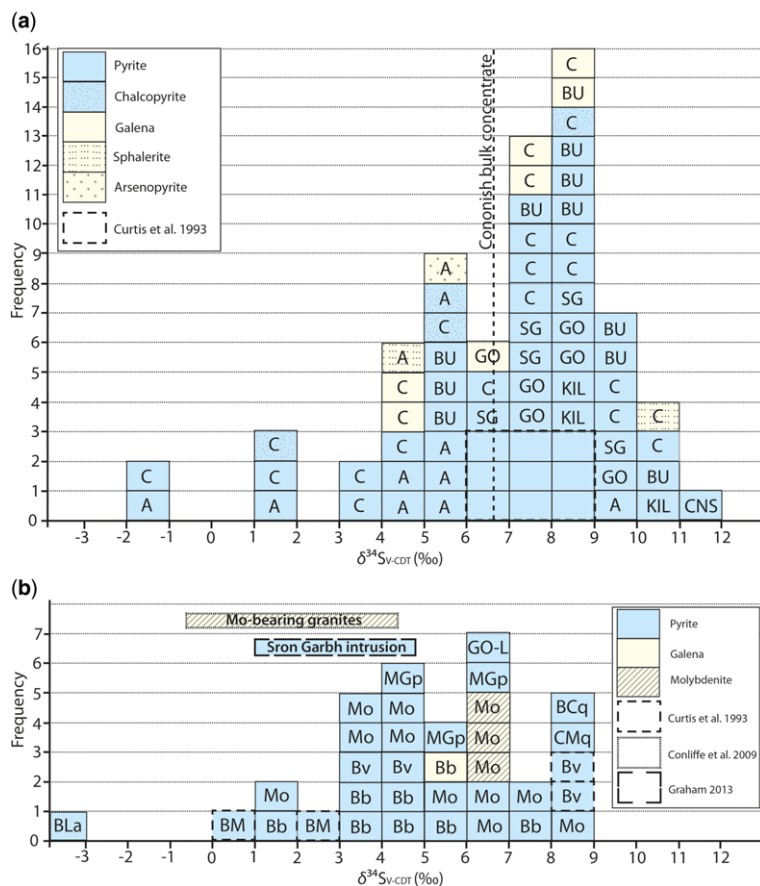 (a)
Pyrite
Chalcopyrite
Galena
Sphalerite
Arsenopyrite
Curtis et al. 1993
Cononish bulk concentrate
Frequency
16 C
15 BU
14 C
13 C BU
12 C BU
11 BU BU
10 C C
9 A C C
8 A C SG
7 C SG GO BU
6 A BU GO SG GO BU
5 C BU C GO KIL C
4 C BU SG GO KIL C C
3 C C A SG C
2 C C C A A GO BU
1 A A C A A A KIL CNS
0
-3 -2 -1 0 1 2 3 4 5 6 7 8 9 10 11 12
δ34SV-CDT (‰)
(b)
Mo-bearing granites
Sron Garbh intrusion
Pyrite
Galena
Molybdenite
Curtis et al. 1993
Conliffe et al. 2009
Graham 2013
Frequency
7 GO-L
6 MGp MGp
5 Mo Mo Mo BCq
4 Mo Mo MGp Mo CMq
3 Bv Bv Bb Mo Bv
2 Mo Bb Bb Mo Mo Mo Bv
1 BLa BM Bb BM Bb Bb Bb Mo Bb Mo
0
-3 -2 -1 0 1 2 3 4 5 6 7 8 9 10 11 12
δ34SV-CDT (‰)